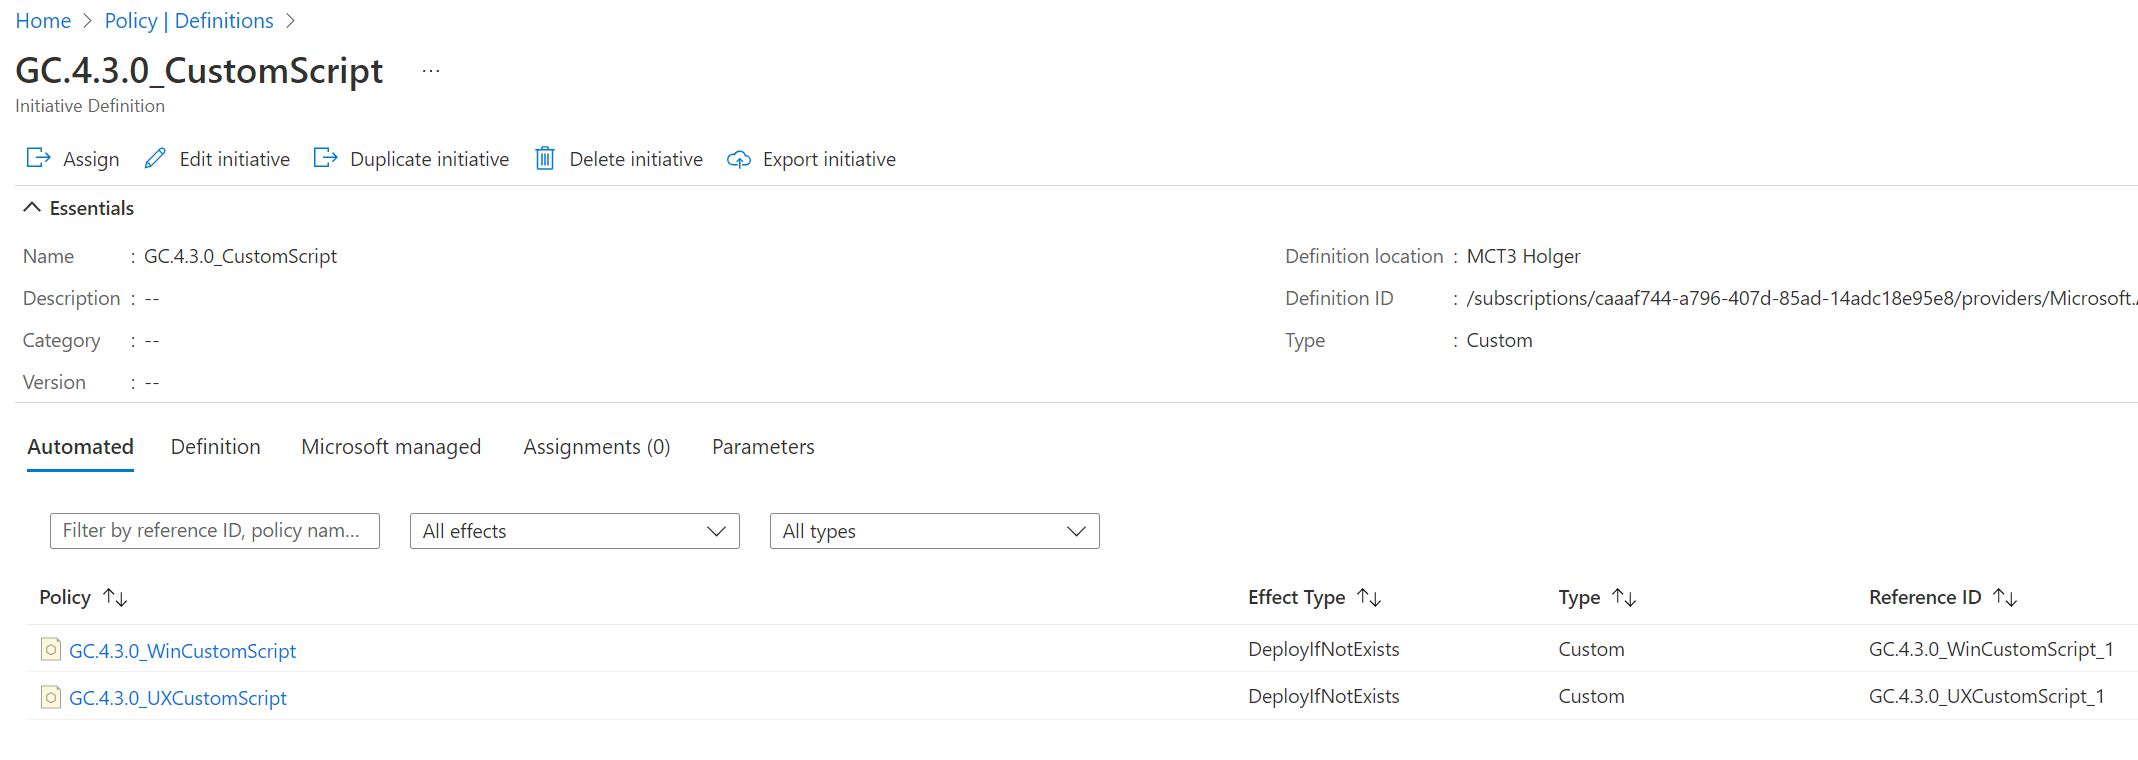 Home > Policy | Definitions >
GC.4.3.0_CustomScript ...
Initiative Definition
Assign Edit initiative Duplicate initiative Delete initiative Export initiative
Essentials
Name : GC.4.3.0_CustomScript Definition location : MCT3 Holger
Description : -- Definition ID : /subscriptions/caaaf744-a796-407d-85ad-14adc18e95e8/providers/Microsoft.
Category : -- Type : Custom
Version : --
Automated Definition Microsoft managed Assignments (0) Parameters
Filter by reference ID, policy nam... All effects All types
Policy ↑↓ Effect Type ↑↓ Type ↑↓ Reference ID ↑↓
GC.4.3.0_WinCustomScript DeployIfNotExists Custom GC.4.3.0_WinCustomScript_1
GC.4.3.0_UXCustomScript DeployIfNotExists Custom GC.4.3.0_UXCustomScript_1